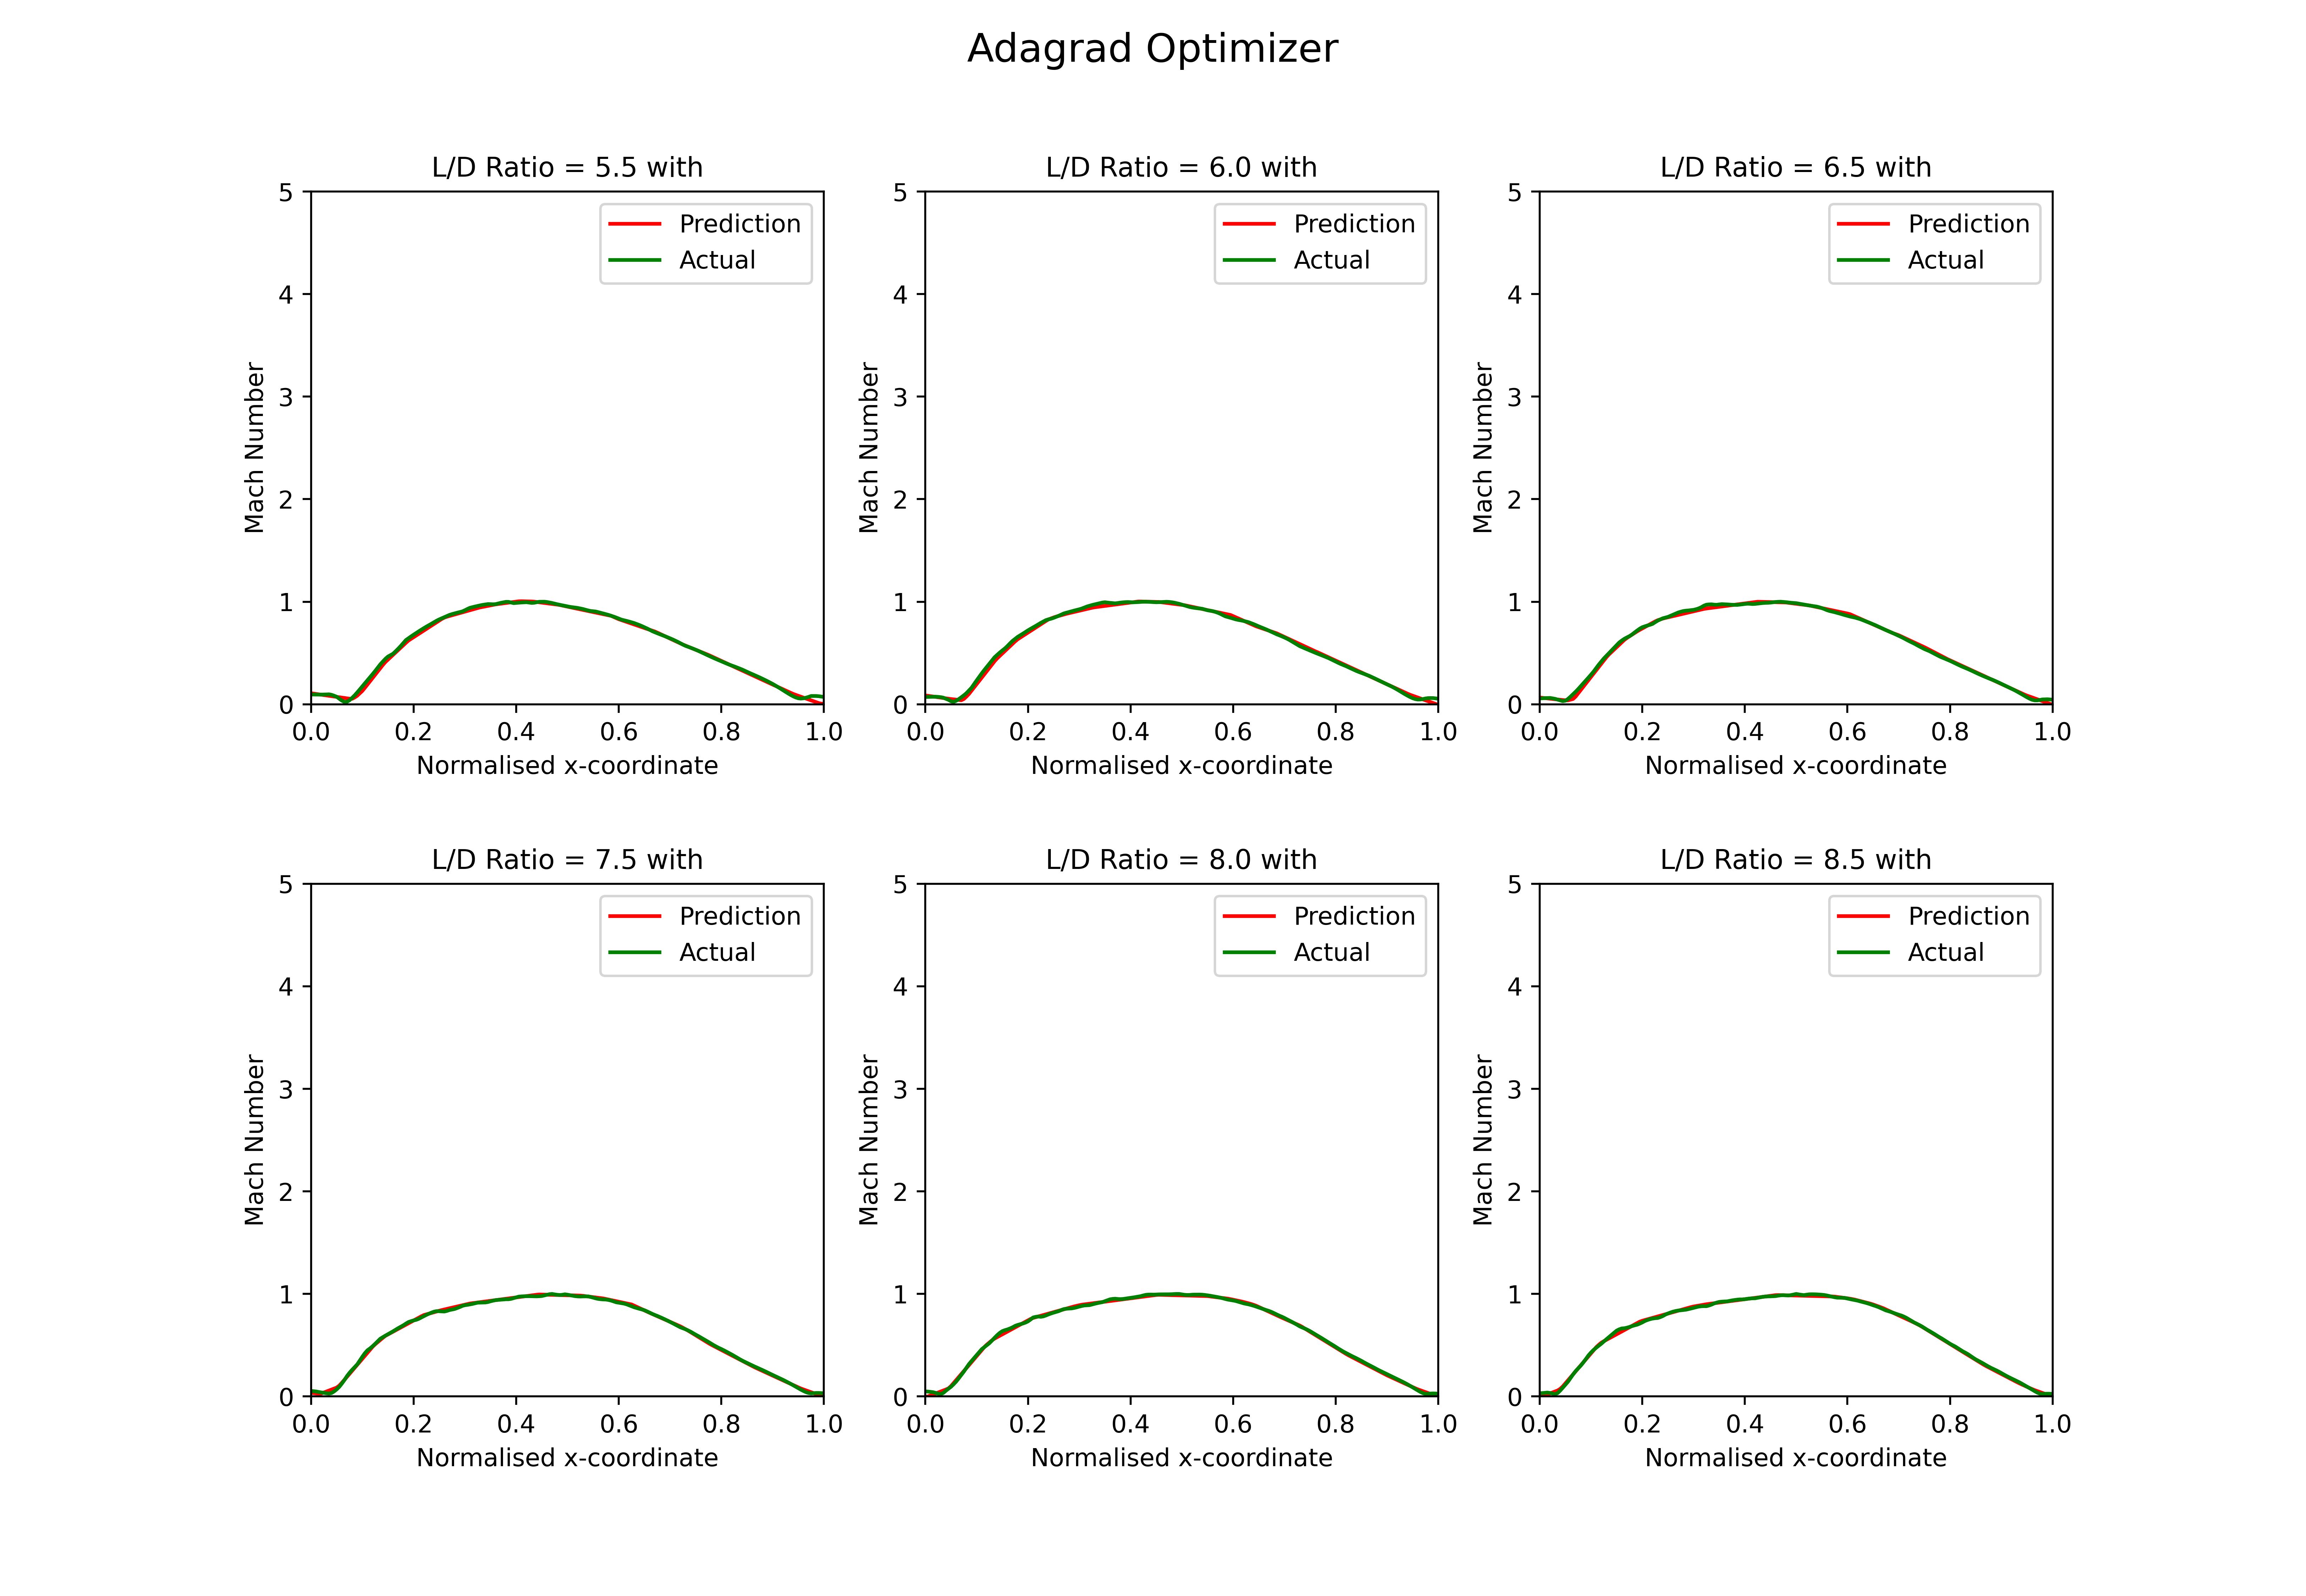 Adagrad Optimizer
L/D Ratio = 5.5 with
5
4
3
2
1
0
Mach Number
Prediction
Actual
0.0 0.2 0.4 0.6 0.8 1.0
Normalised x-coordinate
L/D Ratio = 6.0 with
5
4
3
2
1
0
Mach Number
Prediction
Actual
0.0 0.2 0.4 0.6 0.8 1.0
Normalised x-coordinate
L/D Ratio = 6.5 with
5
4
3
2
1
0
Mach Number
Prediction
Actual
0.0 0.2 0.4 0.6 0.8 1.0
Normalised x-coordinate
L/D Ratio = 7.5 with
5
4
3
2
1
0
Mach Number
Prediction
Actual
0.0 0.2 0.4 0.6 0.8 1.0
Normalised x-coordinate
L/D Ratio = 8.0 with
5
4
3
2
1
0
Mach Number
Prediction
Actual
0.0 0.2 0.4 0.6 0.8 1.0
Normalised x-coordinate
L/D Ratio = 8.5 with
5
4
3
2
1
0
Mach Number
Prediction
Actual
0.0 0.2 0.4 0.6 0.8 1.0
Normalised x-coordinate